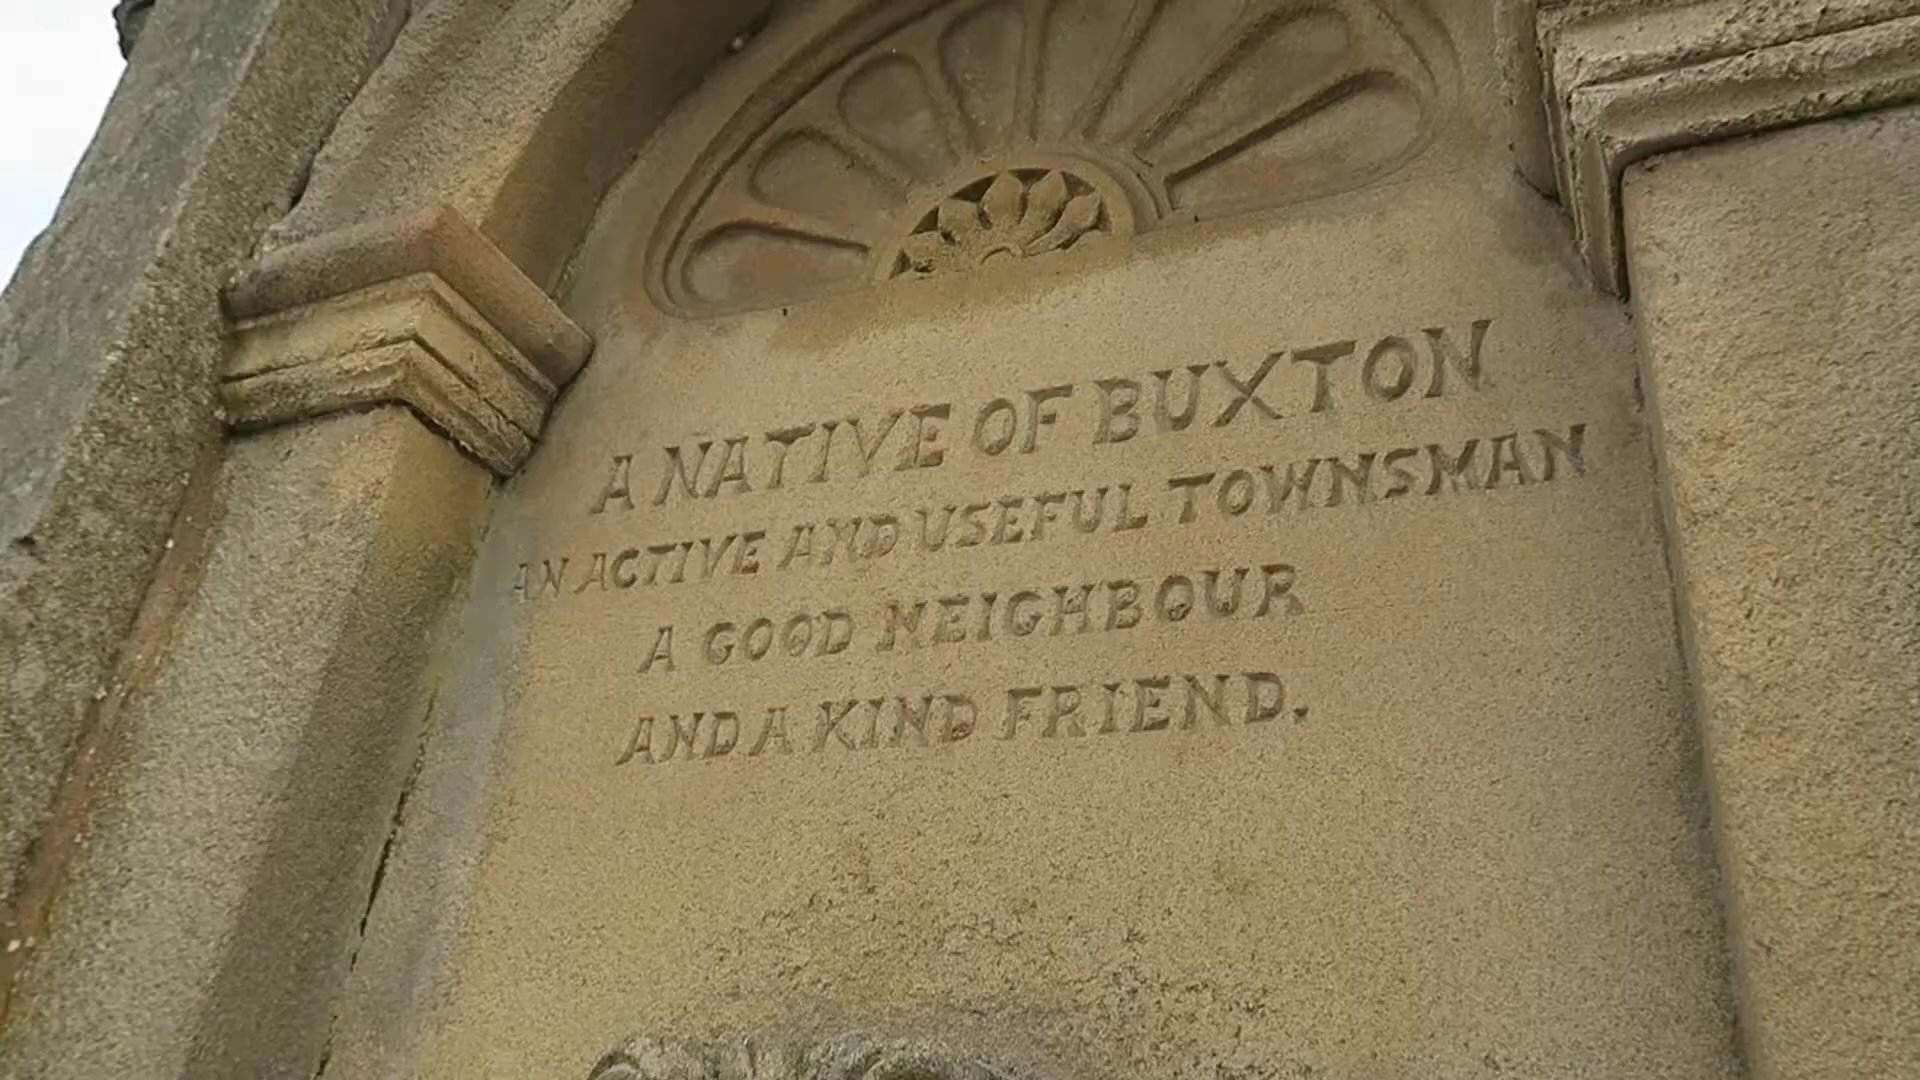 A NATIVE OF BUXTON
AN ACTIVE AND USEFUL TOWNSMAN
A GOOD NEIGHBOUR
AND A KIND FRIEND.